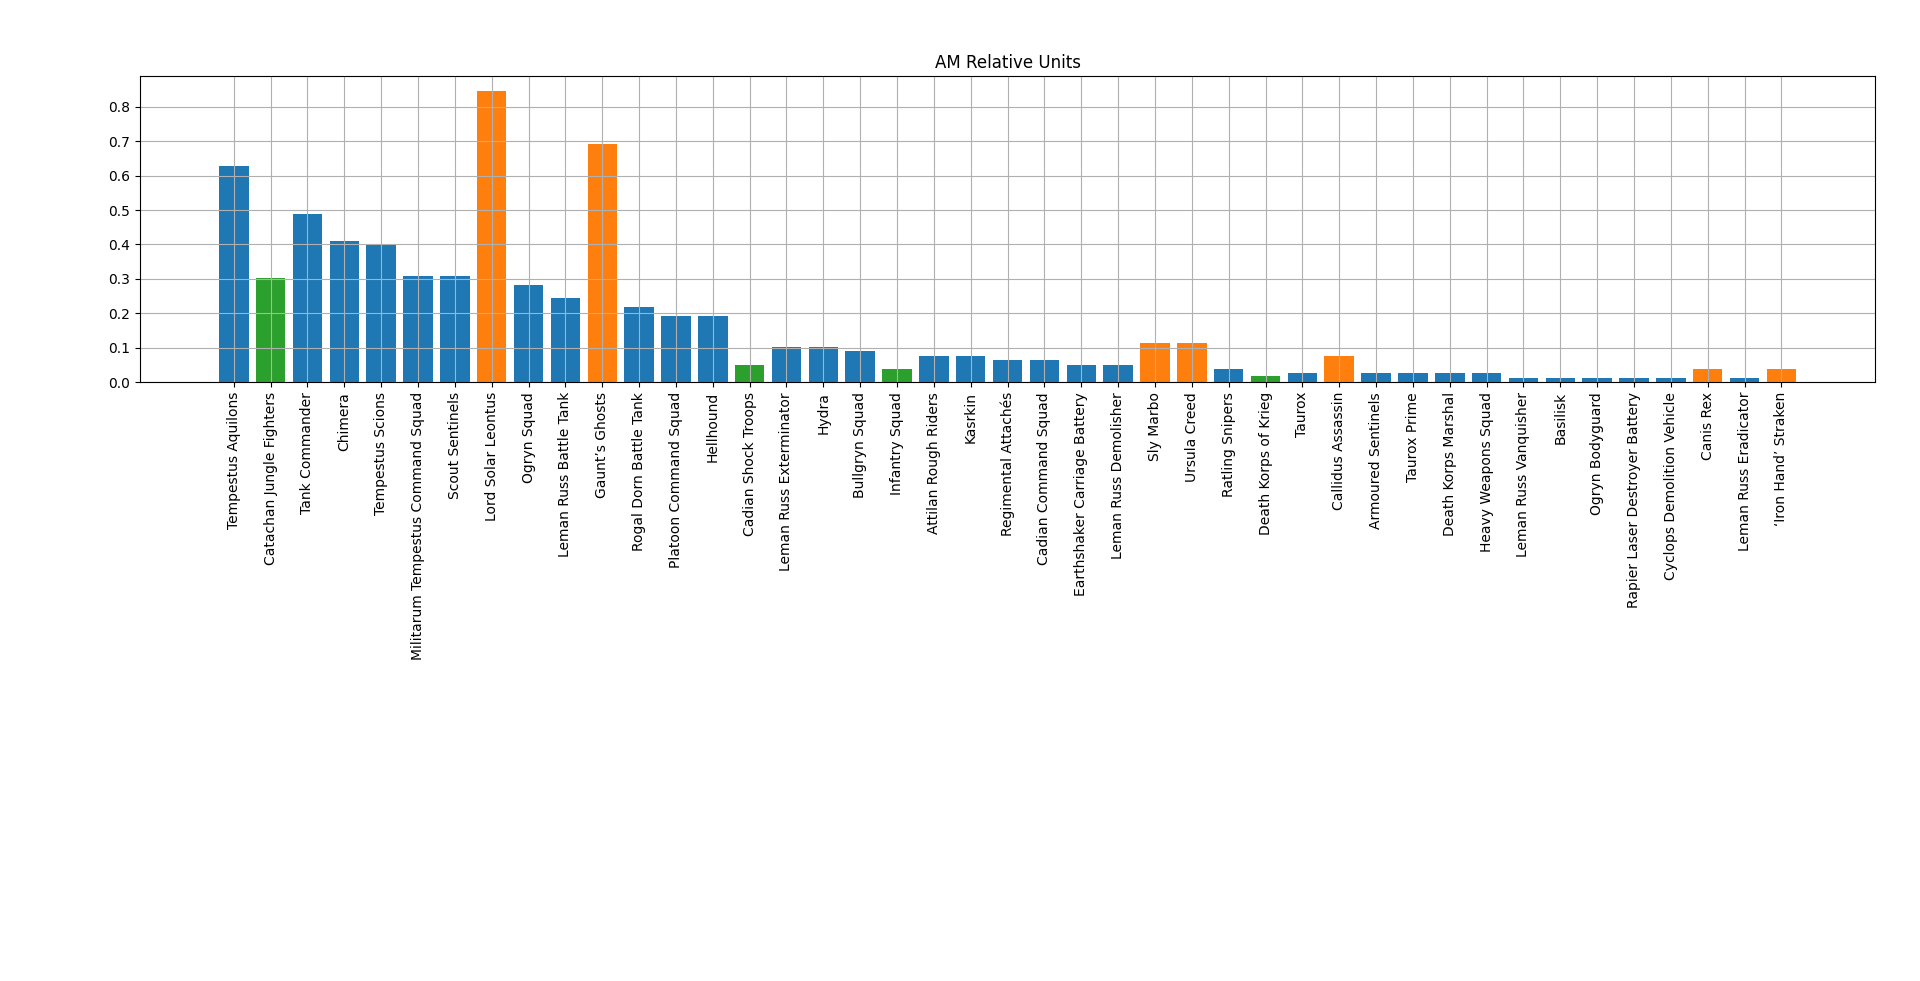 AM Relative Units
0.8
0.7
0.6
0.5
0.4
0.3
0.2
0.1
0.0
Tempestus Aquilons
Catachan Jungle Fighters
Tank Commander
Chimera
Tempestus Scions
Militarum Tempestus Command Squad
Scout Sentinels
Lord Solar Leontus
Ogryn Squad
Leman Russ Battle Tank
Gaunt’s Ghosts
Rogal Dorn Battle Tank
Platoon Command Squad
Hellhound
Cadian Shock Troops
Leman Russ Exterminator
Hydra
Bullgryn Squad
Infantry Squad
Attilan Rough Riders
Kasrkin
Regimental Attachés
Cadian Command Squad
Earthshaker Carriage Battery
Leman Russ Demolisher
Sly Marbo
Ursula Creed
Ratling Snipers
Death Korps of Krieg
Taurox
Callidus Assassin
Armoured Sentinels
Taurox Prime
Death Korps Marshal
Heavy Weapons Squad
Leman Russ Vanquisher
Basilisk
Ogryn Bodyguard
Rapier Laser Destroyer Battery
Cyclops Demolition Vehicle
Canis Rex
Leman Russ Eradicator
‘Iron Hand’ Straken